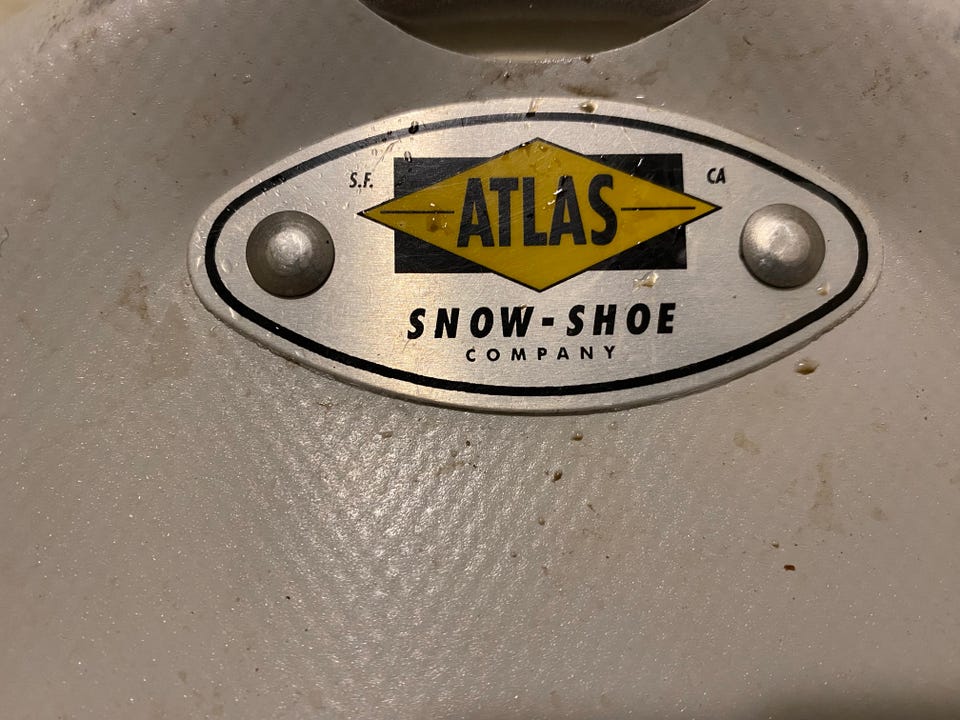 S.F. ATLAS CA
SNOW-SHOE
COMPANY